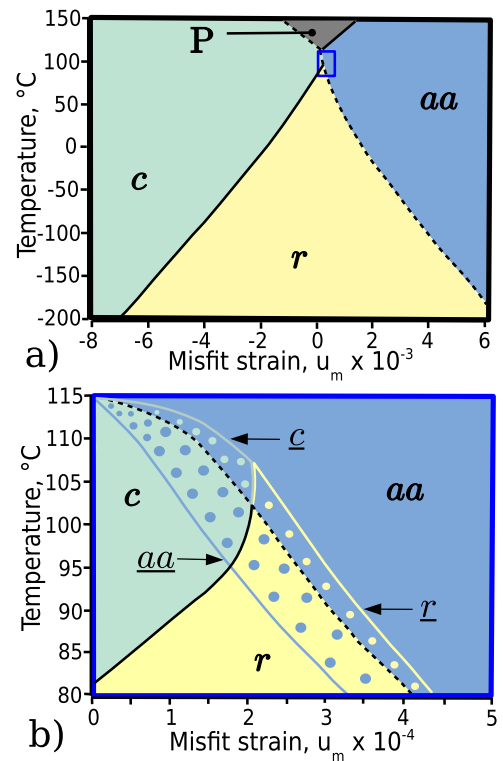 150
P
100
50
aa
0
c
-50
-100
r
-150
-200
Temperature, °C
-8 -6 -4 -2 0 2 4 6
a)
Misfit strain, u_m x 10^-3
115
110
c
105
c
aa
100
aa
95
90
r
85
r
80
Temperature, °C
0 1 2 3 4 5
b)
Misfit strain, u_m x 10^-4